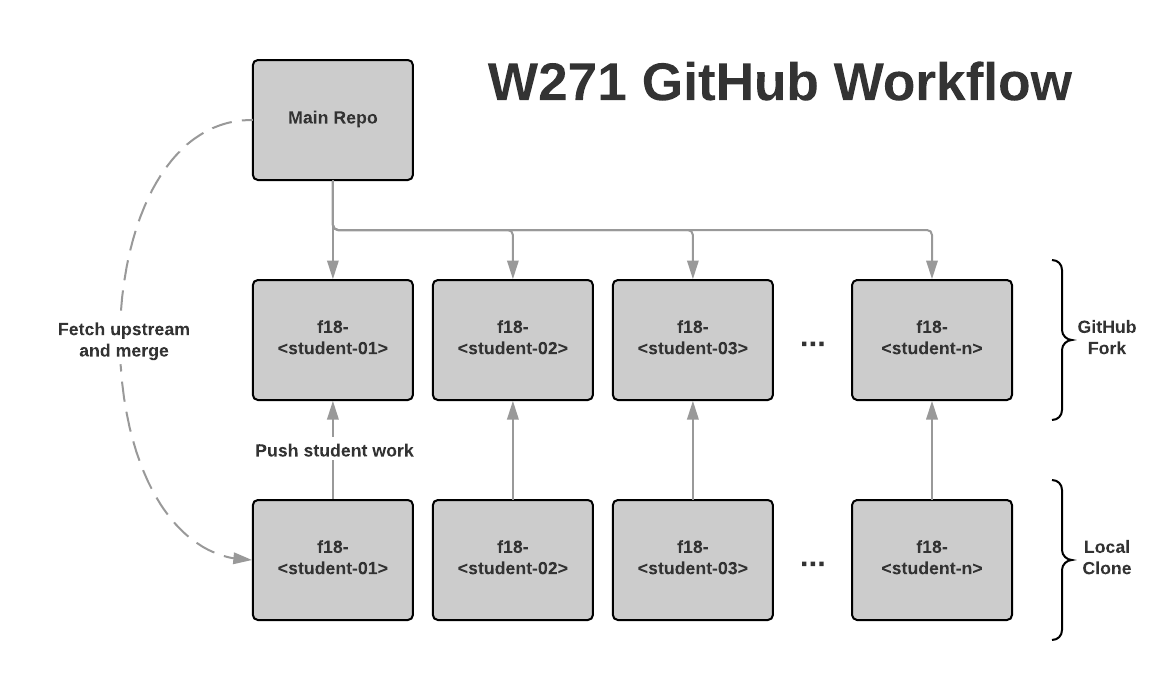 W271 GitHub Workflow
Main Repo
f18-
<student-01>
f18-
<student-02>
f18-
<student-03>
...
f18-
<student-n>
GitHub
Fork
Fetch upstream
and merge
Push student work
f18-
<student-01>
f18-
<student-02>
f18-
<student-03>
...
f18-
<student-n>
Local
Clone